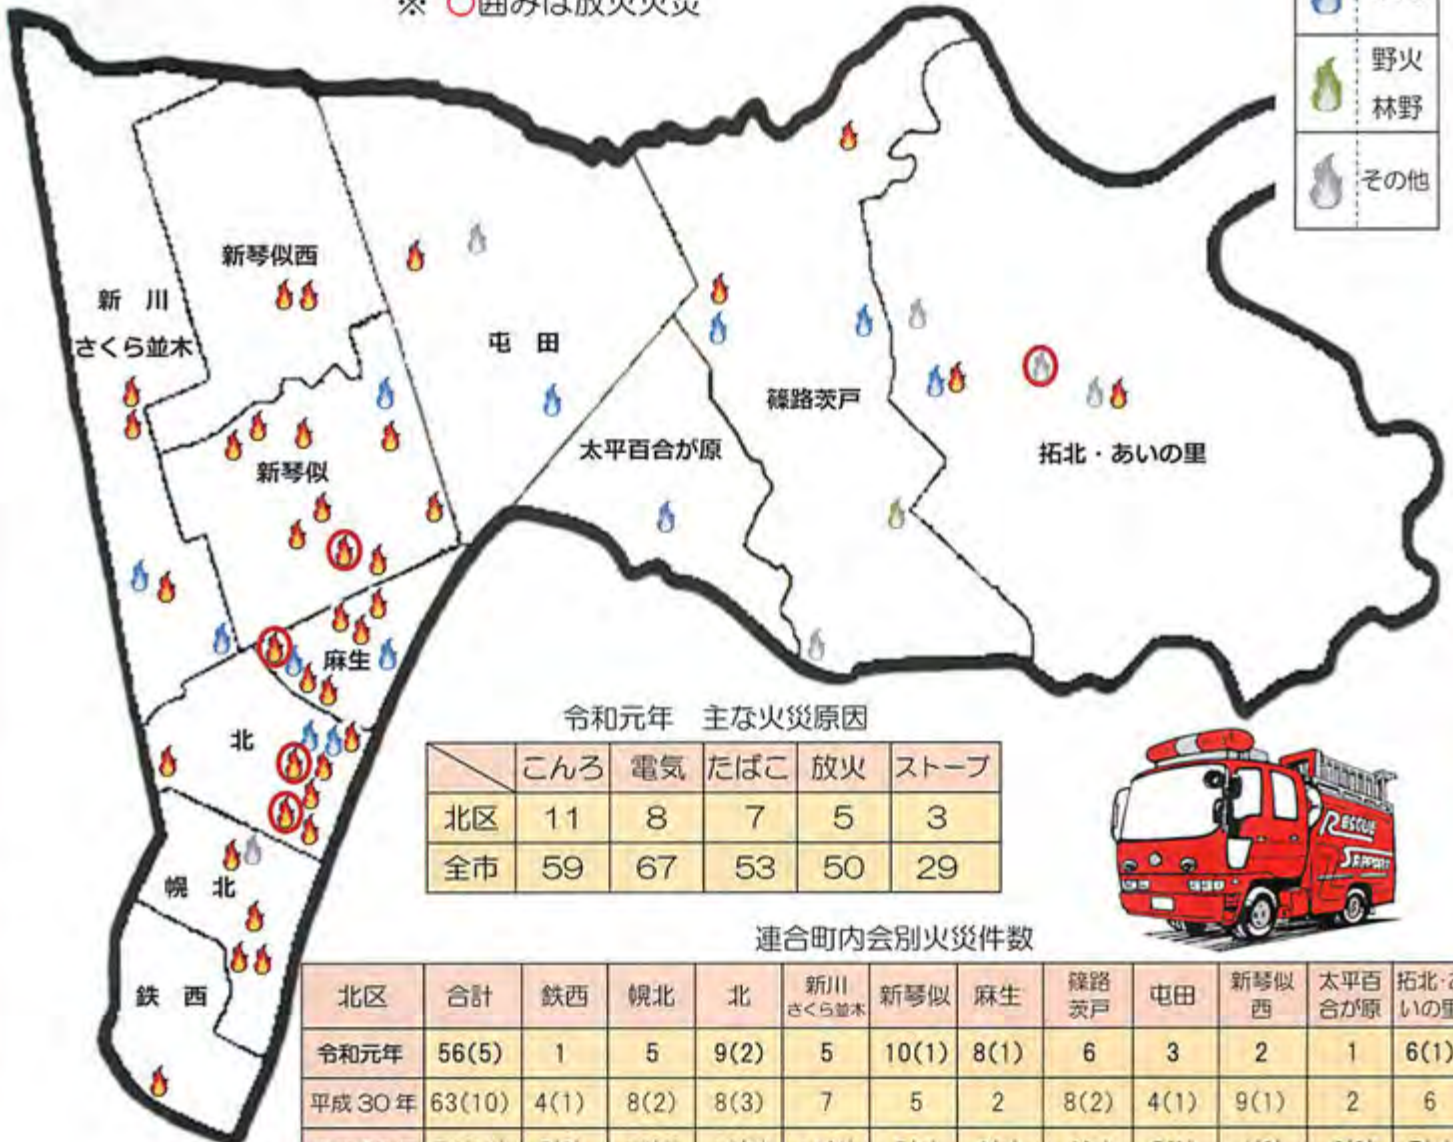 ※ ○囲みは放火火災
野火
林野
その他
新琴似西
新 川
さくら並木
屯 田
篠路茨戸
太平百合が原
拓北・あいの里
新琴似
麻生
北
幌 北
鉄 西
令和元年 主な火災原因
こんろ 電気 たばこ 放火 ストーブ
北区 11 8 7 5 3
全市 59 67 53 50 29
RESCUE
SUPPORT
連合町内会別火災件数
北区 合計 鉄西 幌北 北 新川さくら並木 新琴似 麻生 篠路茨戸 屯田 新琴似西 太平百合が原 拓北・あいの里
令和元年 56(5) 1 5 9(2) 5 10(1) 8(1) 6 3 2 1 6(1)
平成30年 63(10) 4(1) 8(2) 8(3) 7 5 2 8(2) 4(1) 9(1) 2 6